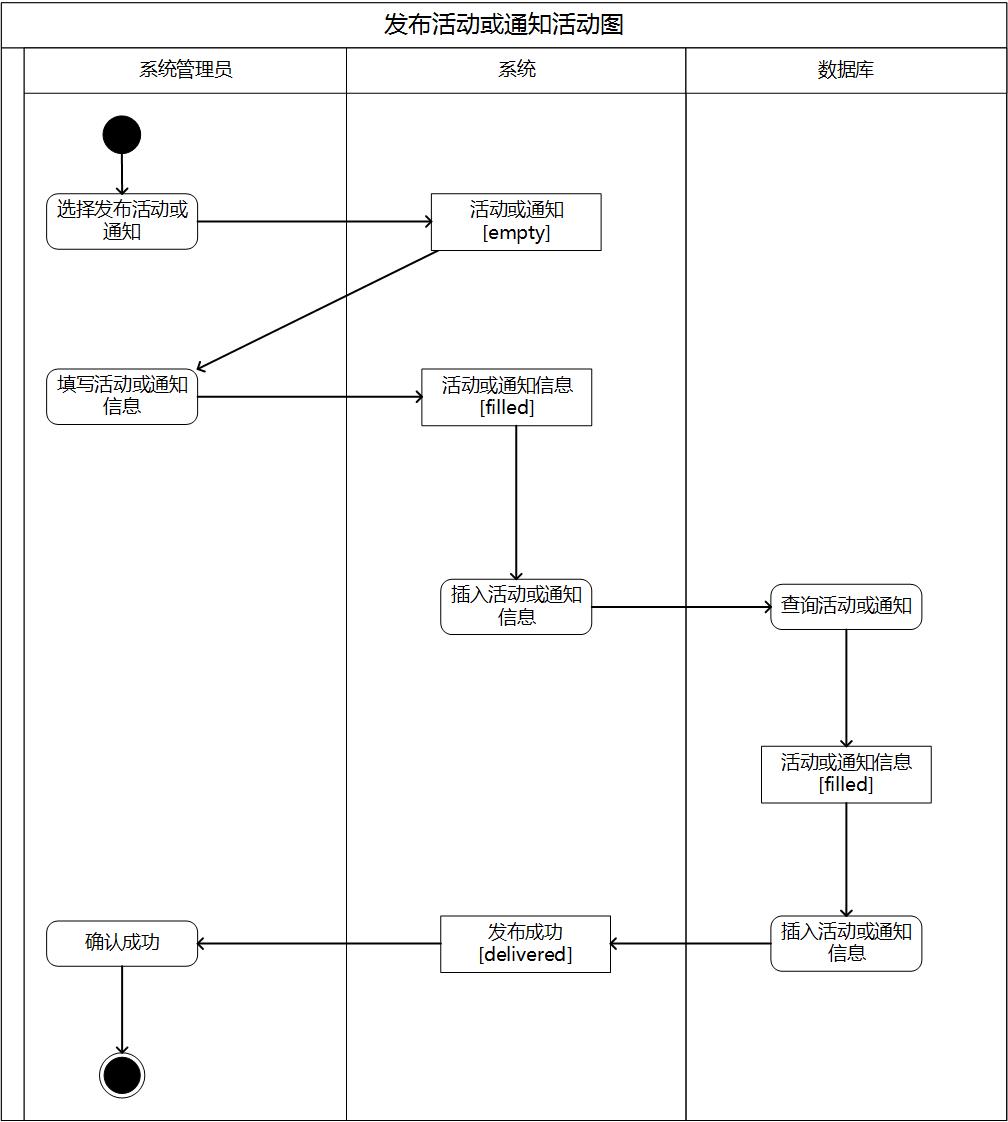 发布活动或通知活动图
系统管理员
系统
数据库
选择发布活动或
通知
活动或通知
[empty]
填写活动或通知
信息
活动或通知信息
[filled]
插入活动或通知
信息
查询活动或通知
活动或通知信息
[filled]
确认成功
发布成功
[delivered]
插入活动或通知
信息